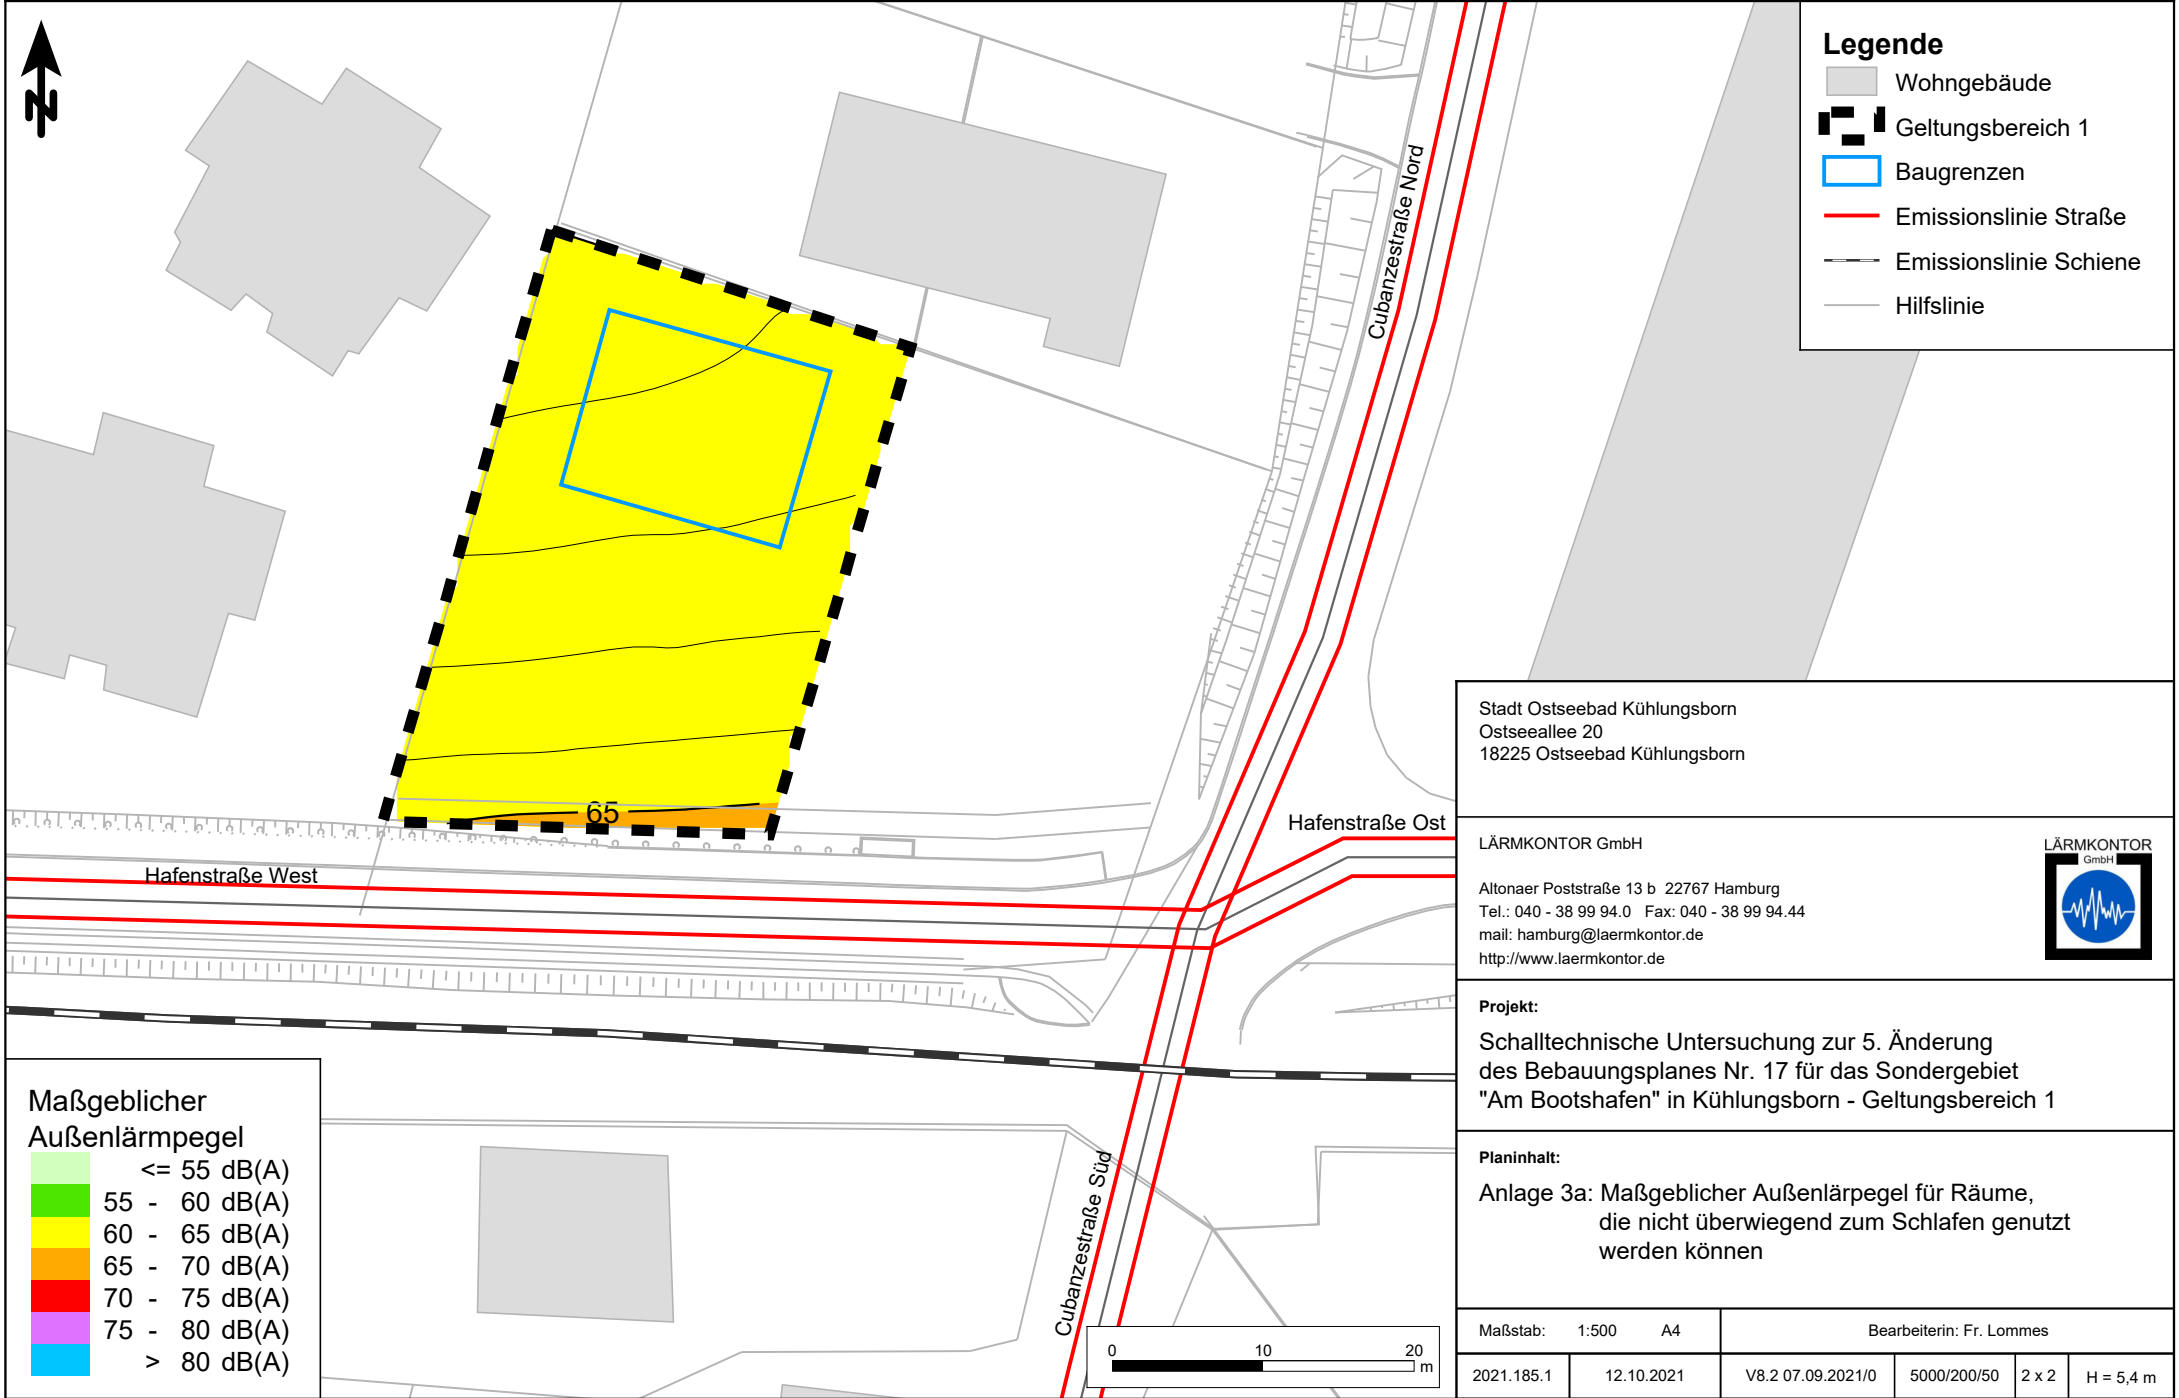 N
Legende
Wohngebäude
Geltungsbereich 1
Baugrenzen
Emissionslinie Straße
Emissionslinie Schiene
Hilfslinie
Cubanzestraße Nord
65
Hafenstraße Ost
Hafenstraße West
Cubanzestraße Süd
Maßgeblicher
Außenlärmpegel
<= 55 dB(A)
55 - 60 dB(A)
60 - 65 dB(A)
65 - 70 dB(A)
70 - 75 dB(A)
75 - 80 dB(A)
> 80 dB(A)
0 10 20
m
Stadt Ostseebad Kühlungsborn
Ostseeallee 20
18225 Ostseebad Kühlungsborn
LÄRMKONTOR GmbH
Altonaer Poststraße 13 b 22767 Hamburg
Tel.: 040 - 38 99 94.0 Fax: 040 - 38 99 94.44
mail: hamburg@laermkontor.de
http://www.laermkontor.de
LÄRMKONTOR
GmbH
Projekt:
Schalltechnische Untersuchung zur 5. Änderung
des Bebauungsplanes Nr. 17 für das Sondergebiet
"Am Bootshafen" in Kühlungsborn - Geltungsbereich 1
Planinhalt:
Anlage 3a: Maßgeblicher Außenlärpegel für Räume,
die nicht überwiegend zum Schlafen genutzt
werden können
Maßstab: 1:500 A4 Bearbeiterin: Fr. Lommes
2021.185.1 12.10.2021 V8.2 07.09.2021/0 5000/200/50 2 x 2 H = 5,4 m